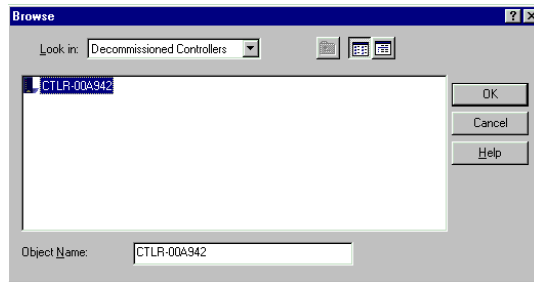 Browse
Look in: Decommissioned Controllers
CTLR-00A942
OK
Cancel
Help
Object Name: CTLR-00A942